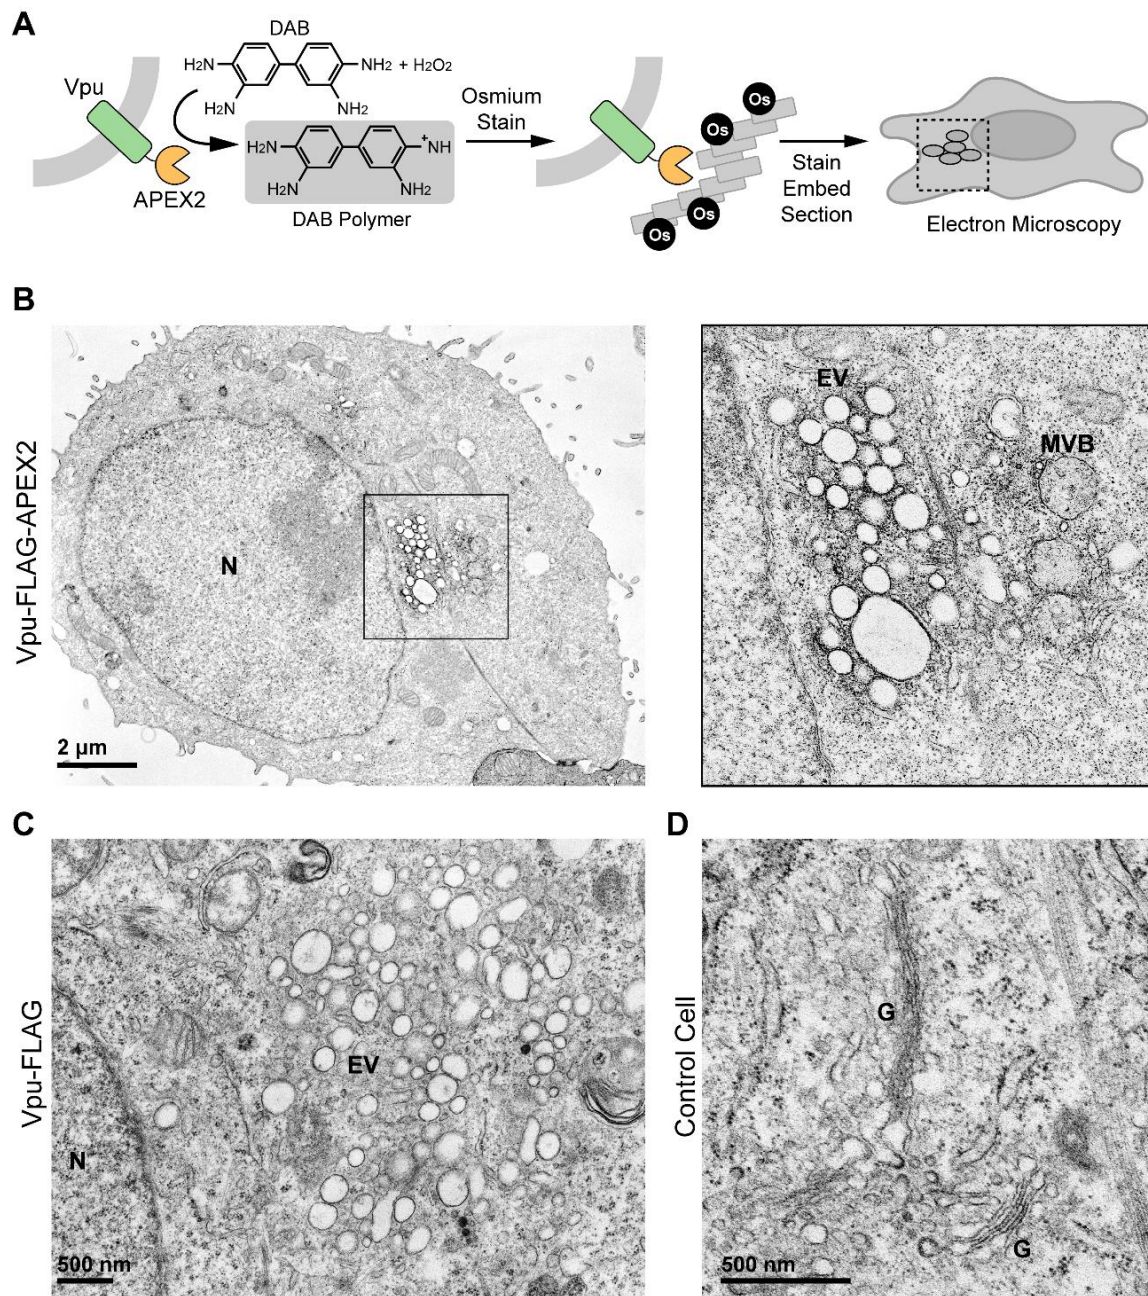 A
DAB
H2N
NH2 + H2O2
H2N
NH2
Vpu
APEX2
H2N
+NH
H2N
NH2
DAB Polymer
Osmium
Stain
Os
Os
Os
Os
Stain
Embed
Section
Electron Microscopy
B
Vpu-FLAG-APEX2
N
2 µm
EV
MVB
C
Vpu-FLAG
N
EV
500 nm
D
Control Cell
G
G
500 nm